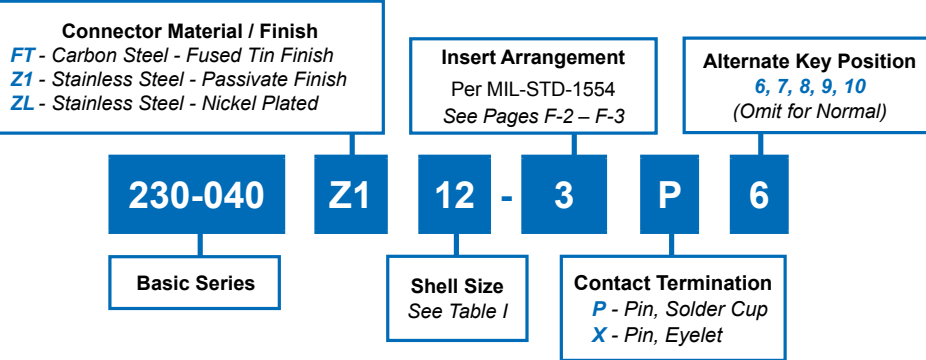 Connector Material / Finish
FT - Carbon Steel - Fused Tin Finish
Z1 - Stainless Steel - Passivate Finish
ZL - Stainless Steel - Nickel Plated
Insert Arrangement
Per MIL-STD-1554
See Pages F-2 – F-3
Alternate Key Position
6, 7, 8, 9, 10
(Omit for Normal)
230-040 Z1 12 - 3 P 6
Basic Series
Shell Size
See Table I
Contact Termination
P - Pin, Solder Cup
X - Pin, Eyelet